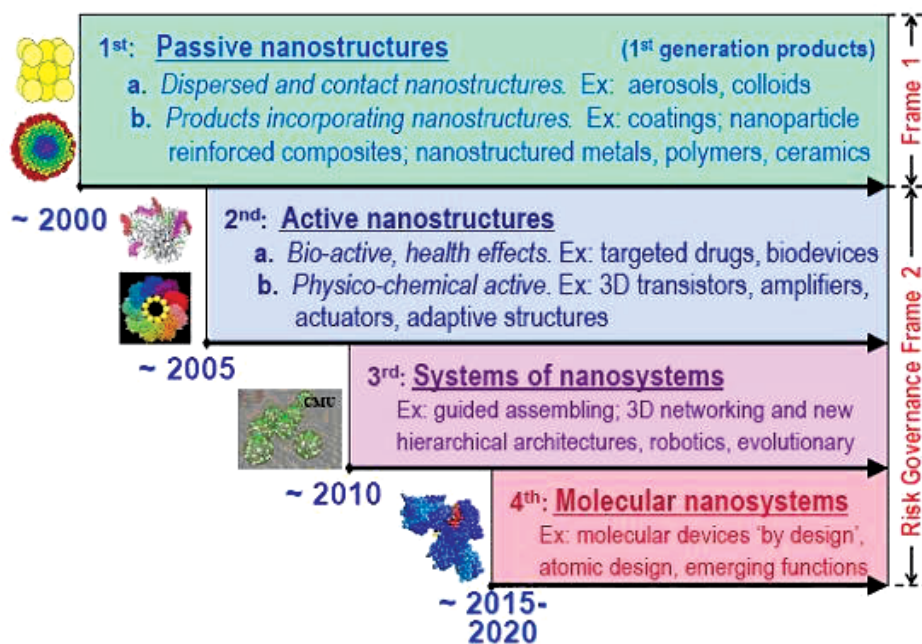 1st: Passive nanostructures (1st generation products)
a. Dispersed and contact nanostructures. Ex: aerosols, colloids
b. Products incorporating nanostructures. Ex: coatings; nanoparticle
reinforced composites; nanostructured metals, polymers, ceramics
~ 2000
2nd: Active nanostructures
a. Bio-active, health effects. Ex: targeted drugs, biodevices
b. Physico-chemical active. Ex: 3D transistors, amplifiers,
actuators, adaptive structures
~ 2005
CMU
3rd: Systems of nanosystems
Ex: guided assembling; 3D networking and new
hierarchical architectures, robotics, evolutionary
~ 2010
4th: Molecular nanosystems
Ex: molecular devices 'by design',
atomic design, emerging functions
~ 2015-
2020
Frame 1
Risk Governance Frame 2